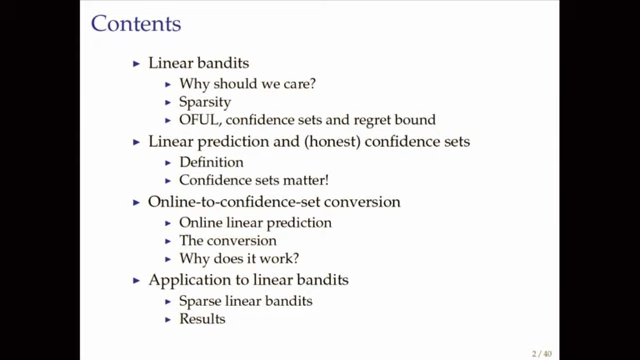 Contents
▸ Linear bandits
▸ Why should we care?
▸ Sparsity
▸ OFUL, confidence sets and regret bound
▸ Linear prediction and (honest) confidence sets
▸ Definition
▸ Confidence sets matter!
▸ Online-to-confidence-set conversion
▸ Online linear prediction
▸ The conversion
▸ Why does it work?
▸ Application to linear bandits
▸ Sparse linear bandits
▸ Results
2 / 40